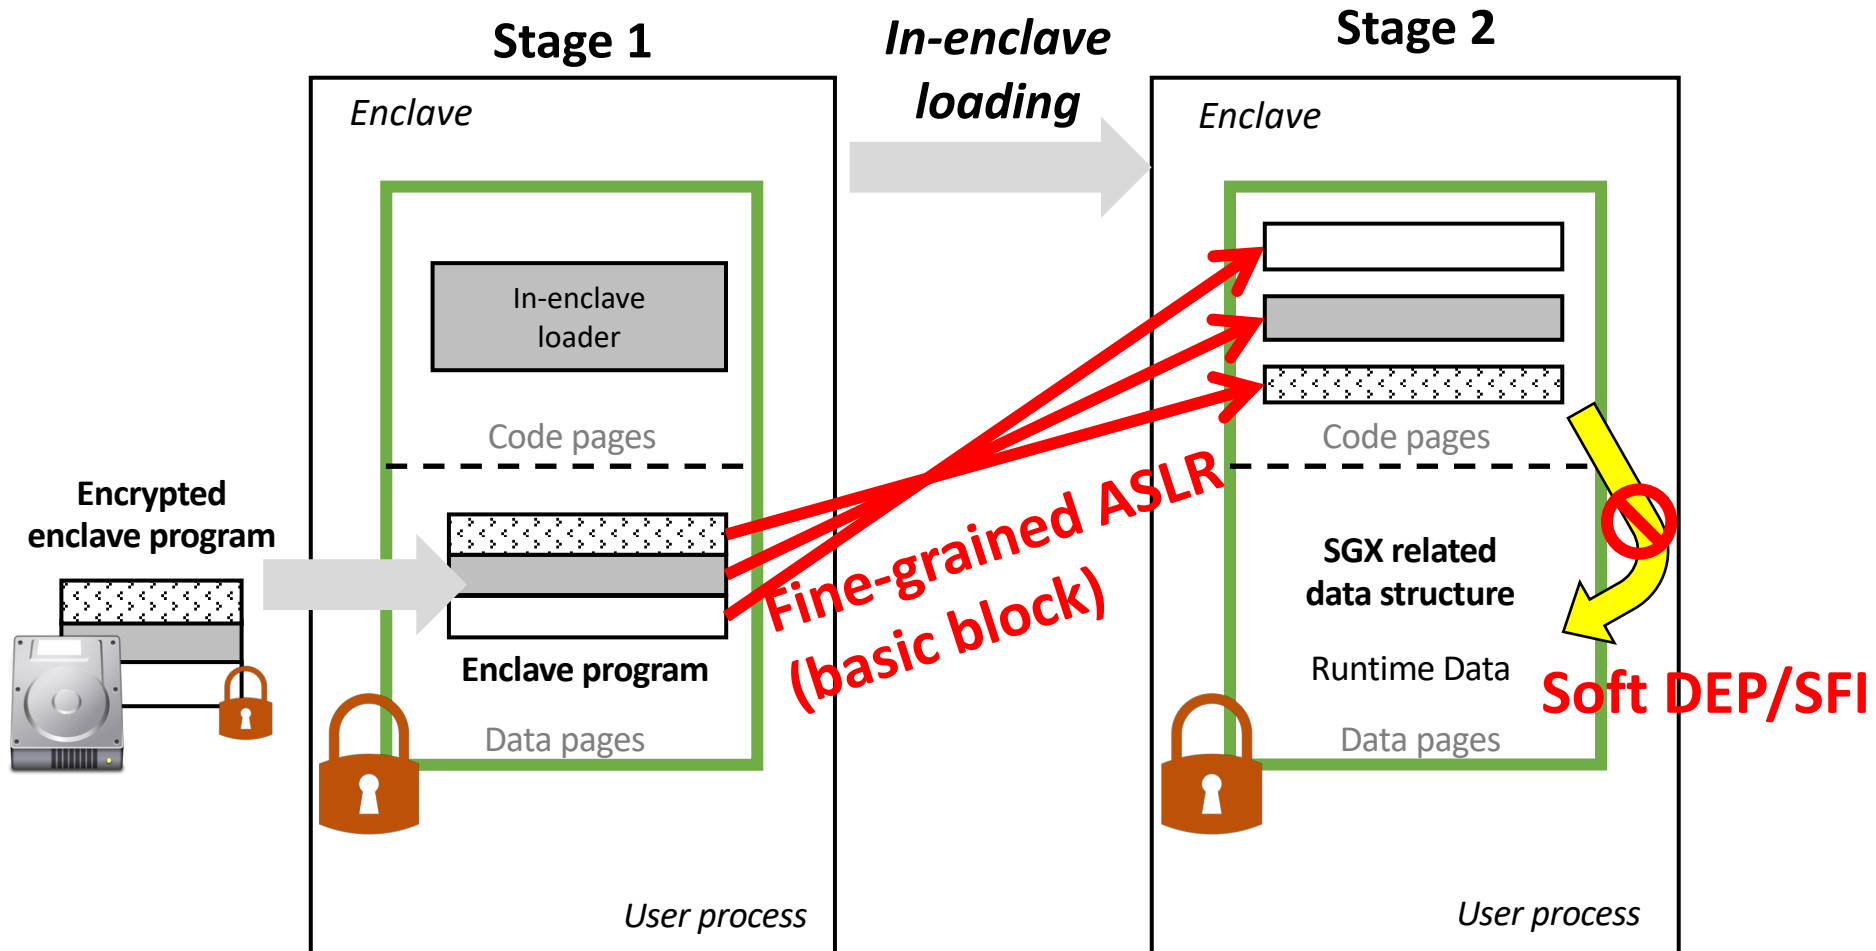 Stage 1
In-enclave
loading
Stage 2
Enclave
In-enclave
loader
Code pages
Encrypted
enclave program
Enclave program
Data pages
User process
Fine-grained ASLR
(basic block)
Enclave
Code pages
SGX related
data structure
Runtime Data
Soft DEP/SFI
Data pages
User process